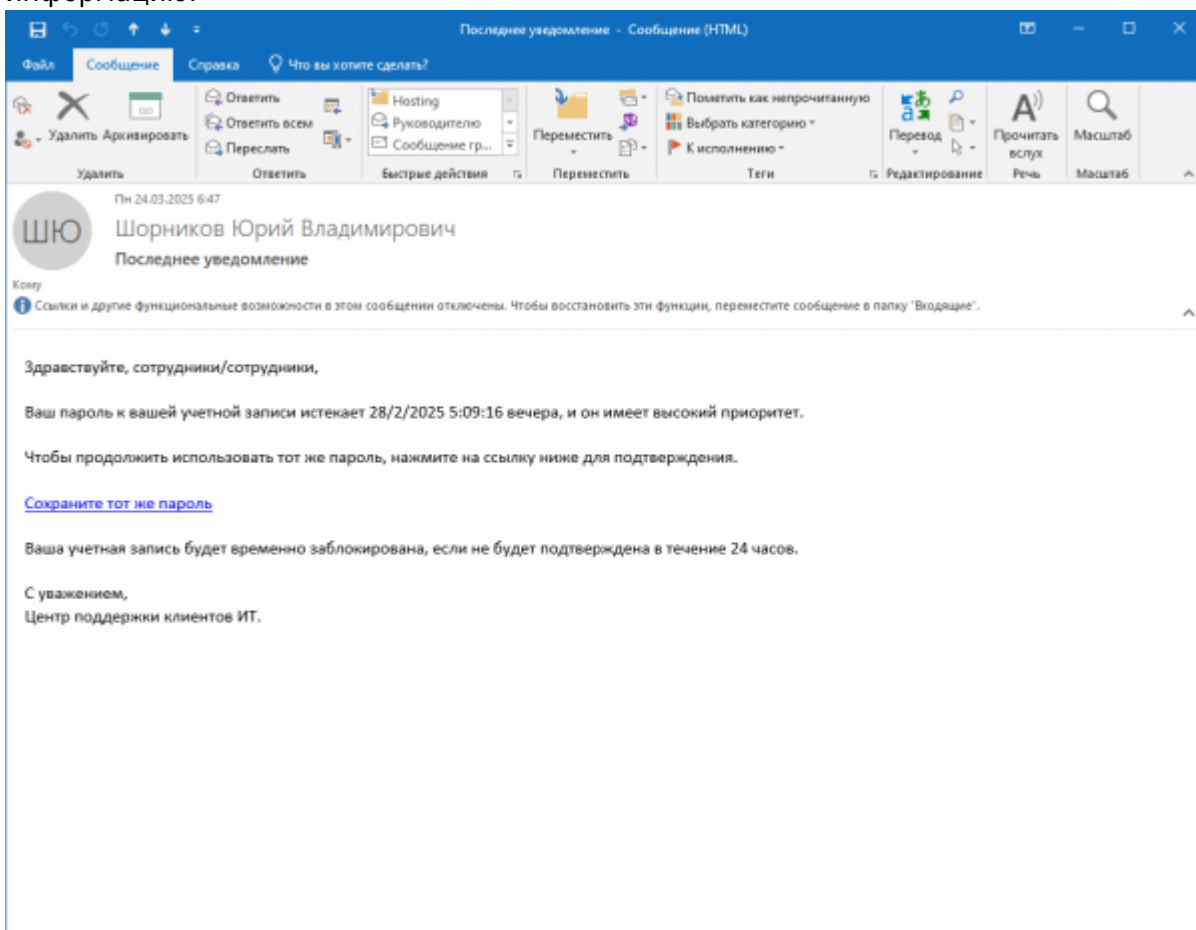 информацию.
Последнее уведомление - Сообщение (HTML)
Файл Сообщение Справка Что вы хотите сделать?
Удалить Архивировать
Ответить
Ответить всем
Переслать
Hosting
Руководителю
Сообщение гр...
Переместить
Пометить как непрочитанную
Выбрать категорию
К исполнению
Перевод
Прочитать вслух
Масштаб
Удалить Ответить Быстрые действия Переместить Теги Редактирование Речь Масштаб
Пн 24.03.2025 6:47
ШЮ
Шорников Юрий Владимирович
Последнее уведомление
Кому
Ссылки и другие функциональные возможности в этом сообщении отключены. Чтобы восстановить эти функции, переместите сообщение в папку "Входящие".
Здравствуйте, сотрудники/сотрудники,
Ваш пароль к вашей учетной записи истекает 28/2/2025 5:09:16 вечера, и он имеет высокий приоритет.
Чтобы продолжить использовать тот же пароль, нажмите на ссылку ниже для подтверждения.
Сохраните тот же пароль
Ваша учетная запись будет временно заблокирована, если не будет подтверждена в течение 24 часов.
С уважением,
Центр поддержки клиентов ИТ.